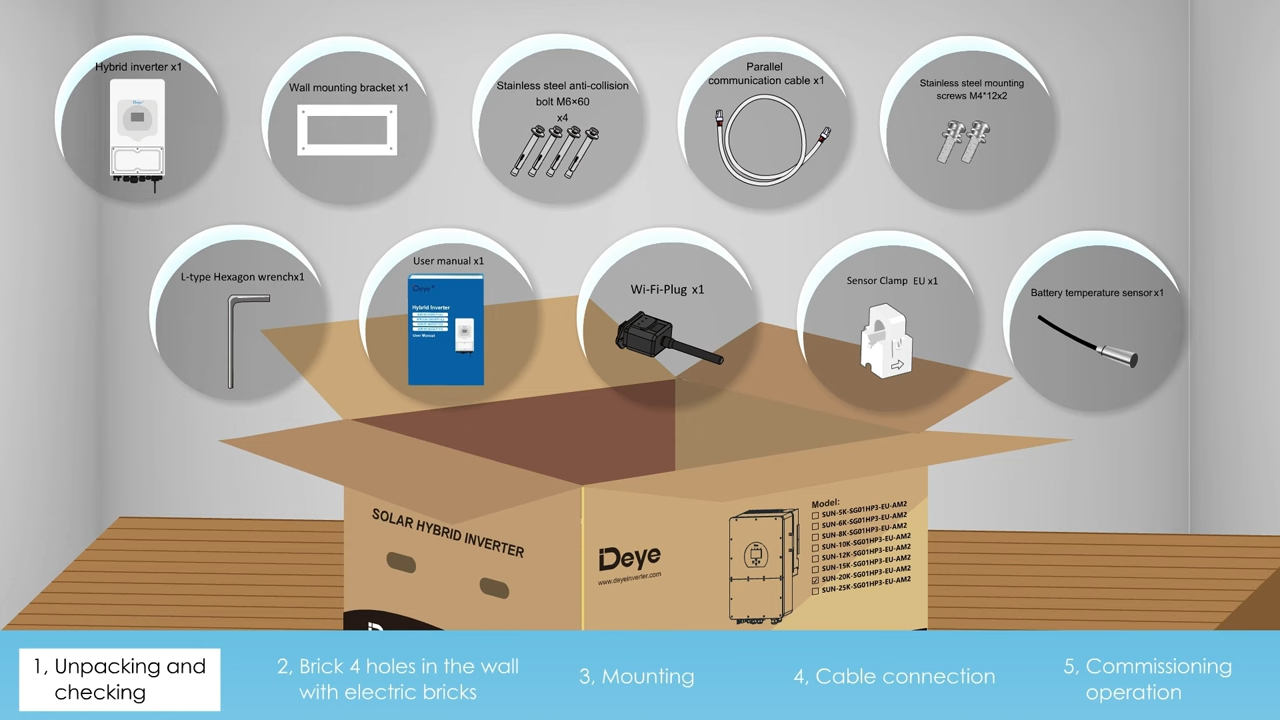 Hybrid inverter x1
Wall mounting bracket x1
Stainless steel anti-collision
bolt M6×60
x4
Parallel
communication cable x1
Stainless steel mounting
screws M4*12x2
L-type Hexagon wrenchx1
User manual x1
Deye
Hybrid Inverter
User Manual
Wi-Fi-Plug x1
Sensor Clamp EU x1
Battery temperature sensor x1
SOLAR HYBRID INVERTER
Deye
www.deyeinverter.com
Model:
SUN-5K-SG01HP3-EU-AM2
SUN-6K-SG01HP3-EU-AM2
SUN-8K-SG01HP3-EU-AM2
SUN-10K-SG01HP3-EU-AM2
SUN-12K-SG01HP3-EU-AM2
SUN-15K-SG01HP3-EU-AM2
SUN-20K-SG01HP3-EU-AM2
SUN-25K-SG01HP3-EU-AM2
1, Unpacking and
checking
2, Brick 4 holes in the wall
with electric bricks
3, Mounting
4, Cable connection
5, Commissioning
operation